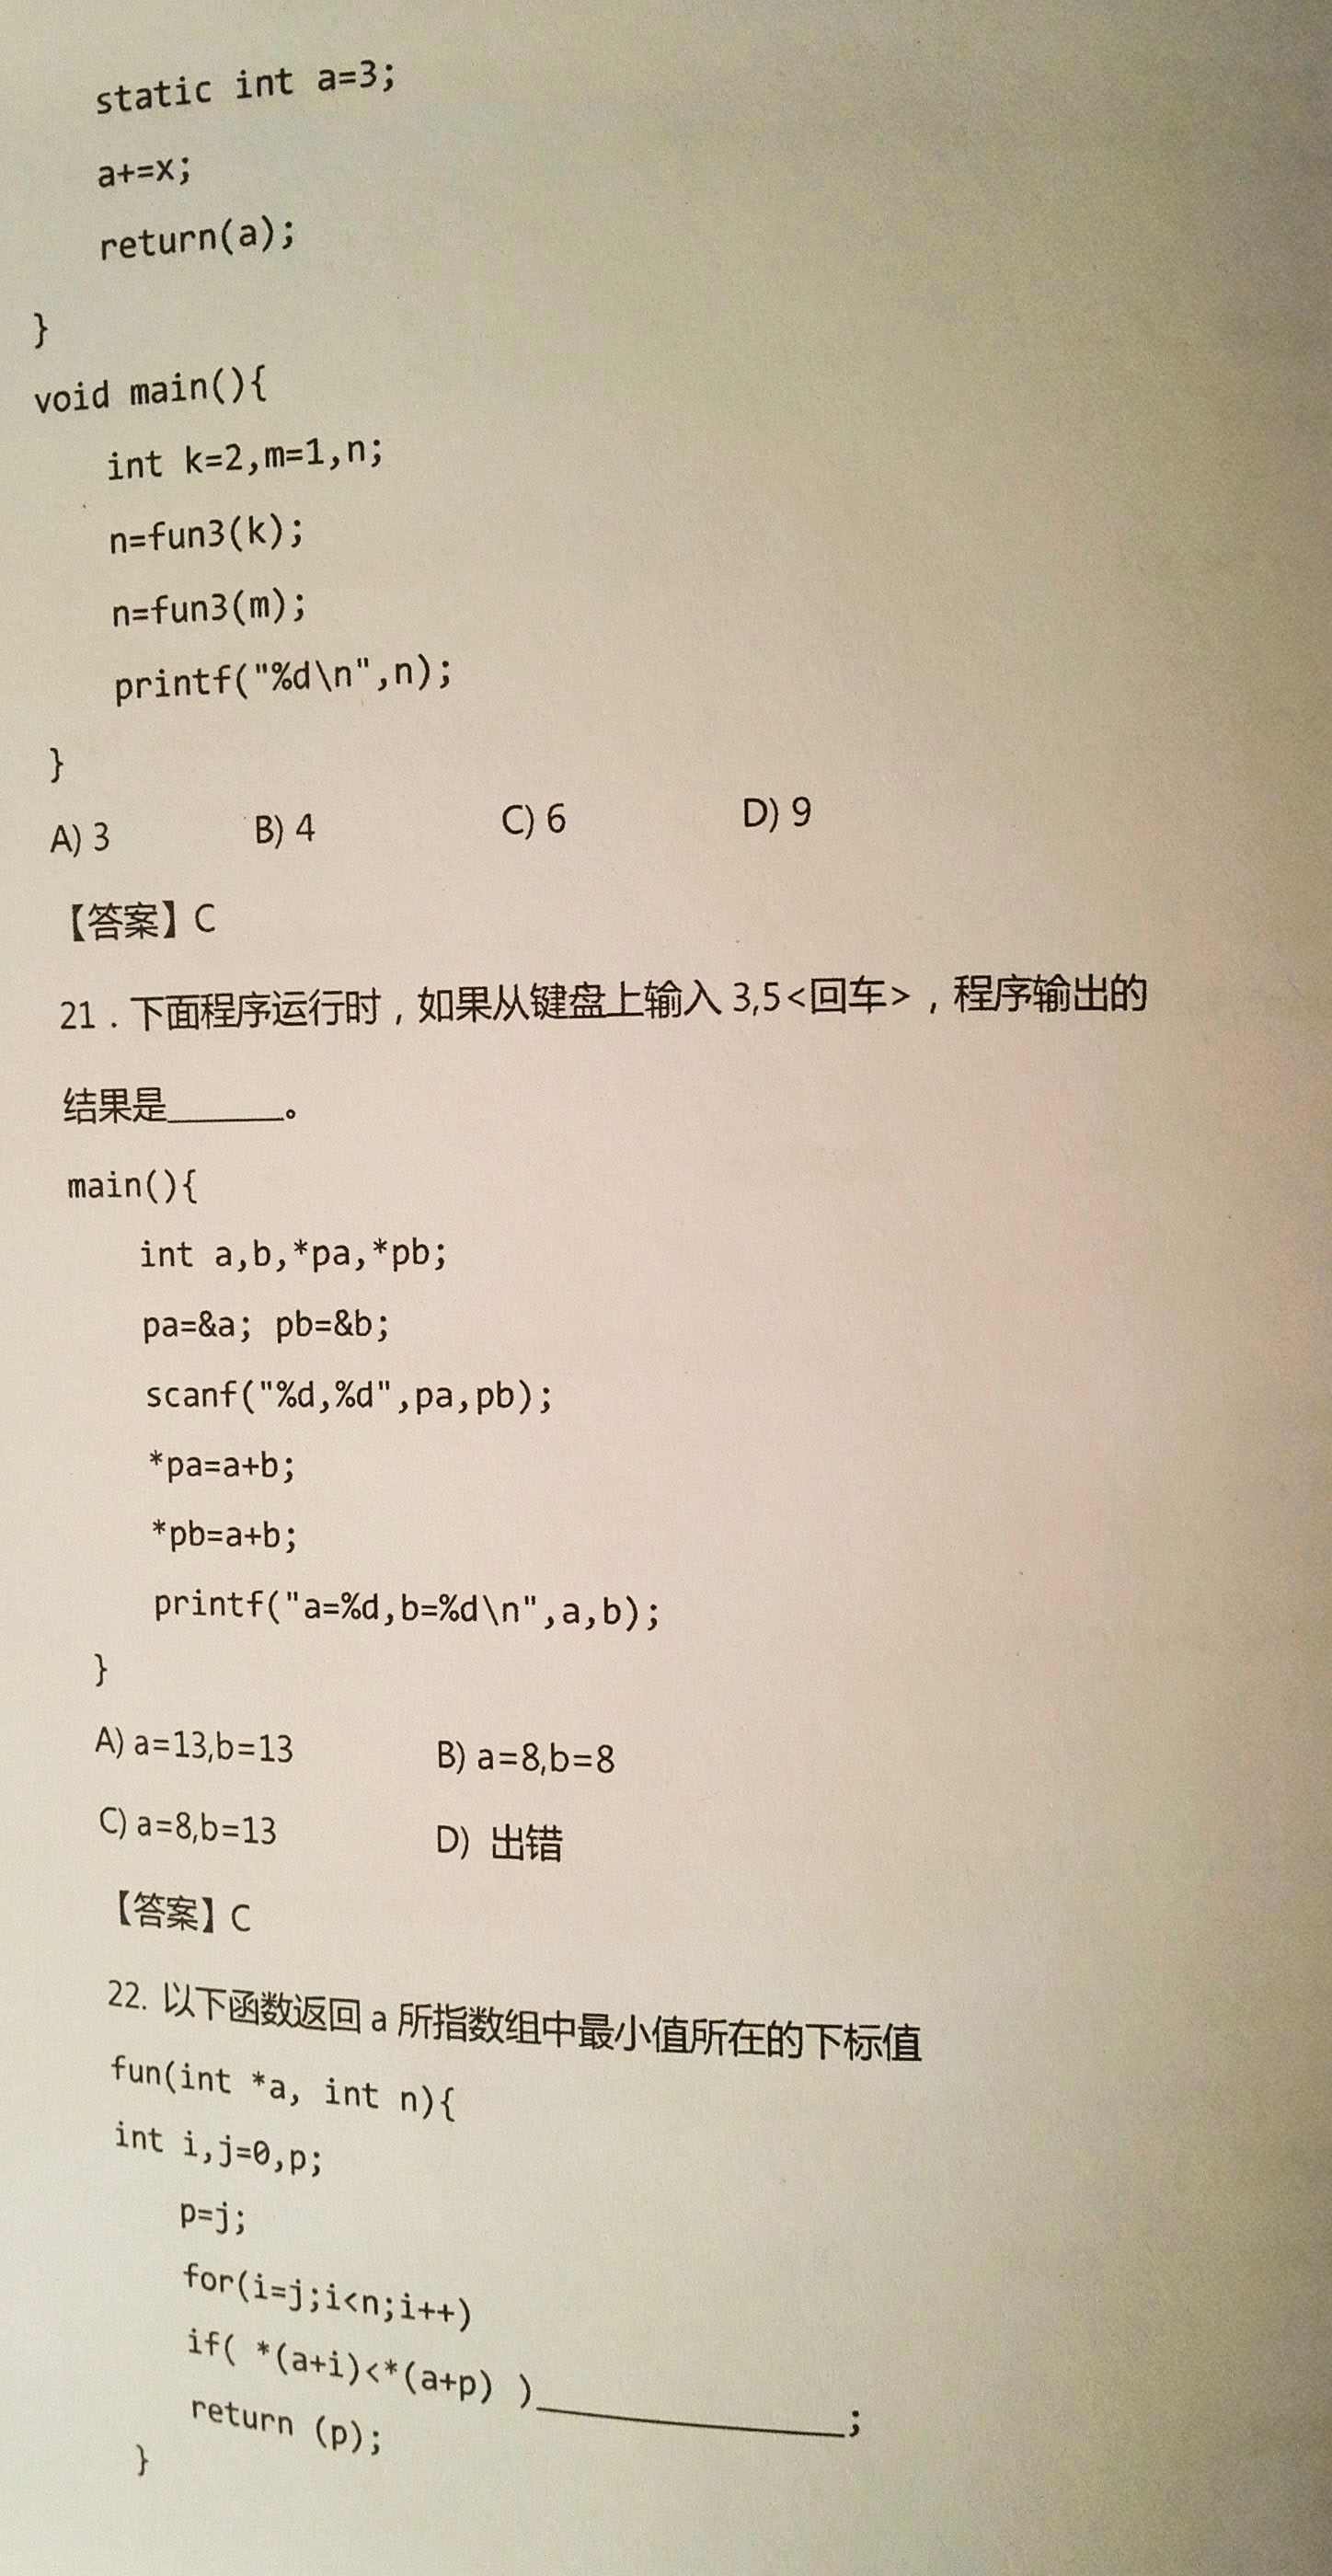 static int a=3;
a+=x;
return(a);
}
void main(){
int k=2,m=1,n;
n=fun3(k);
n=fun3(m);
printf("%d\n",n);
}
A) 3 B) 4 C) 6 D) 9
【答案】C
21．下面程序运行时，如果从键盘上输入 3,5<回车>，程序输出的
结果是______。
main(){
int a,b,*pa,*pb;
pa=&a; pb=&b;
scanf("%d,%d",pa,pb);
*pa=a+b;
*pb=a+b;
printf("a=%d,b=%d\n",a,b);
}
A) a=13,b=13 B) a=8,b=8
C) a=8,b=13 D) 出错
【答案】C
22. 以下函数返回 a 所指数组中最小值所在的下标值
fun(int *a, int n){
int i,j=0,p;
p=j;
for(i=j;i<n;i++)
if( *(a+i)<*(a+p) )______________;
return (p);
}